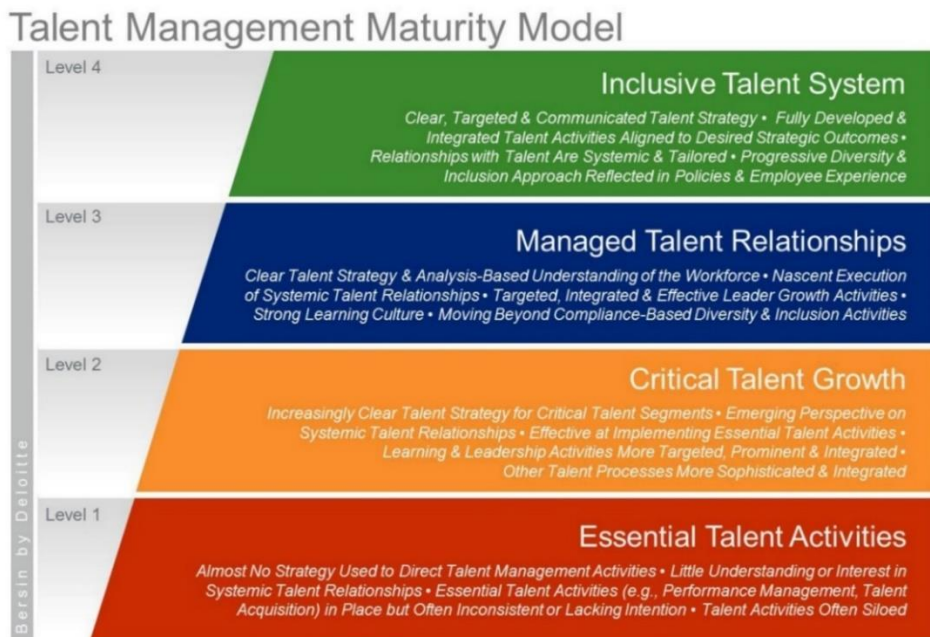 Talent Management Maturity Model
Level 4
Inclusive Talent System
Clear, Targeted & Communicated Talent Strategy • Fully Developed &
Integrated Talent Activities Aligned to Desired Strategic Outcomes •
Relationships with Talent Are Systemic & Tailored • Progressive Diversity &
Inclusion Approach Reflected in Policies & Employee Experience
Level 3
Managed Talent Relationships
Clear Talent Strategy & Analysis-Based Understanding of the Workforce • Nascent Execution
of Systemic Talent Relationships • Targeted, Integrated & Effective Leader Growth Activities •
Strong Learning Culture • Moving Beyond Compliance-Based Diversity & Inclusion Activities
Level 2
Critical Talent Growth
Increasingly Clear Talent Strategy for Critical Talent Segments • Emerging Perspective on
Systemic Talent Relationships • Effective at Implementing Essential Talent Activities •
Learning & Leadership Activities More Targeted, Prominent & Integrated •
Other Talent Processes More Sophisticated & Integrated
Level 1
Essential Talent Activities
Almost No Strategy Used to Direct Talent Management Activities • Little Understanding or Interest in
Systemic Talent Relationships • Essential Talent Activities (e.g., Performance Management, Talent
Acquisition) in Place but Often Inconsistent or Lacking Intention • Talent Activities Often Siloed
Bersin by Deloitte